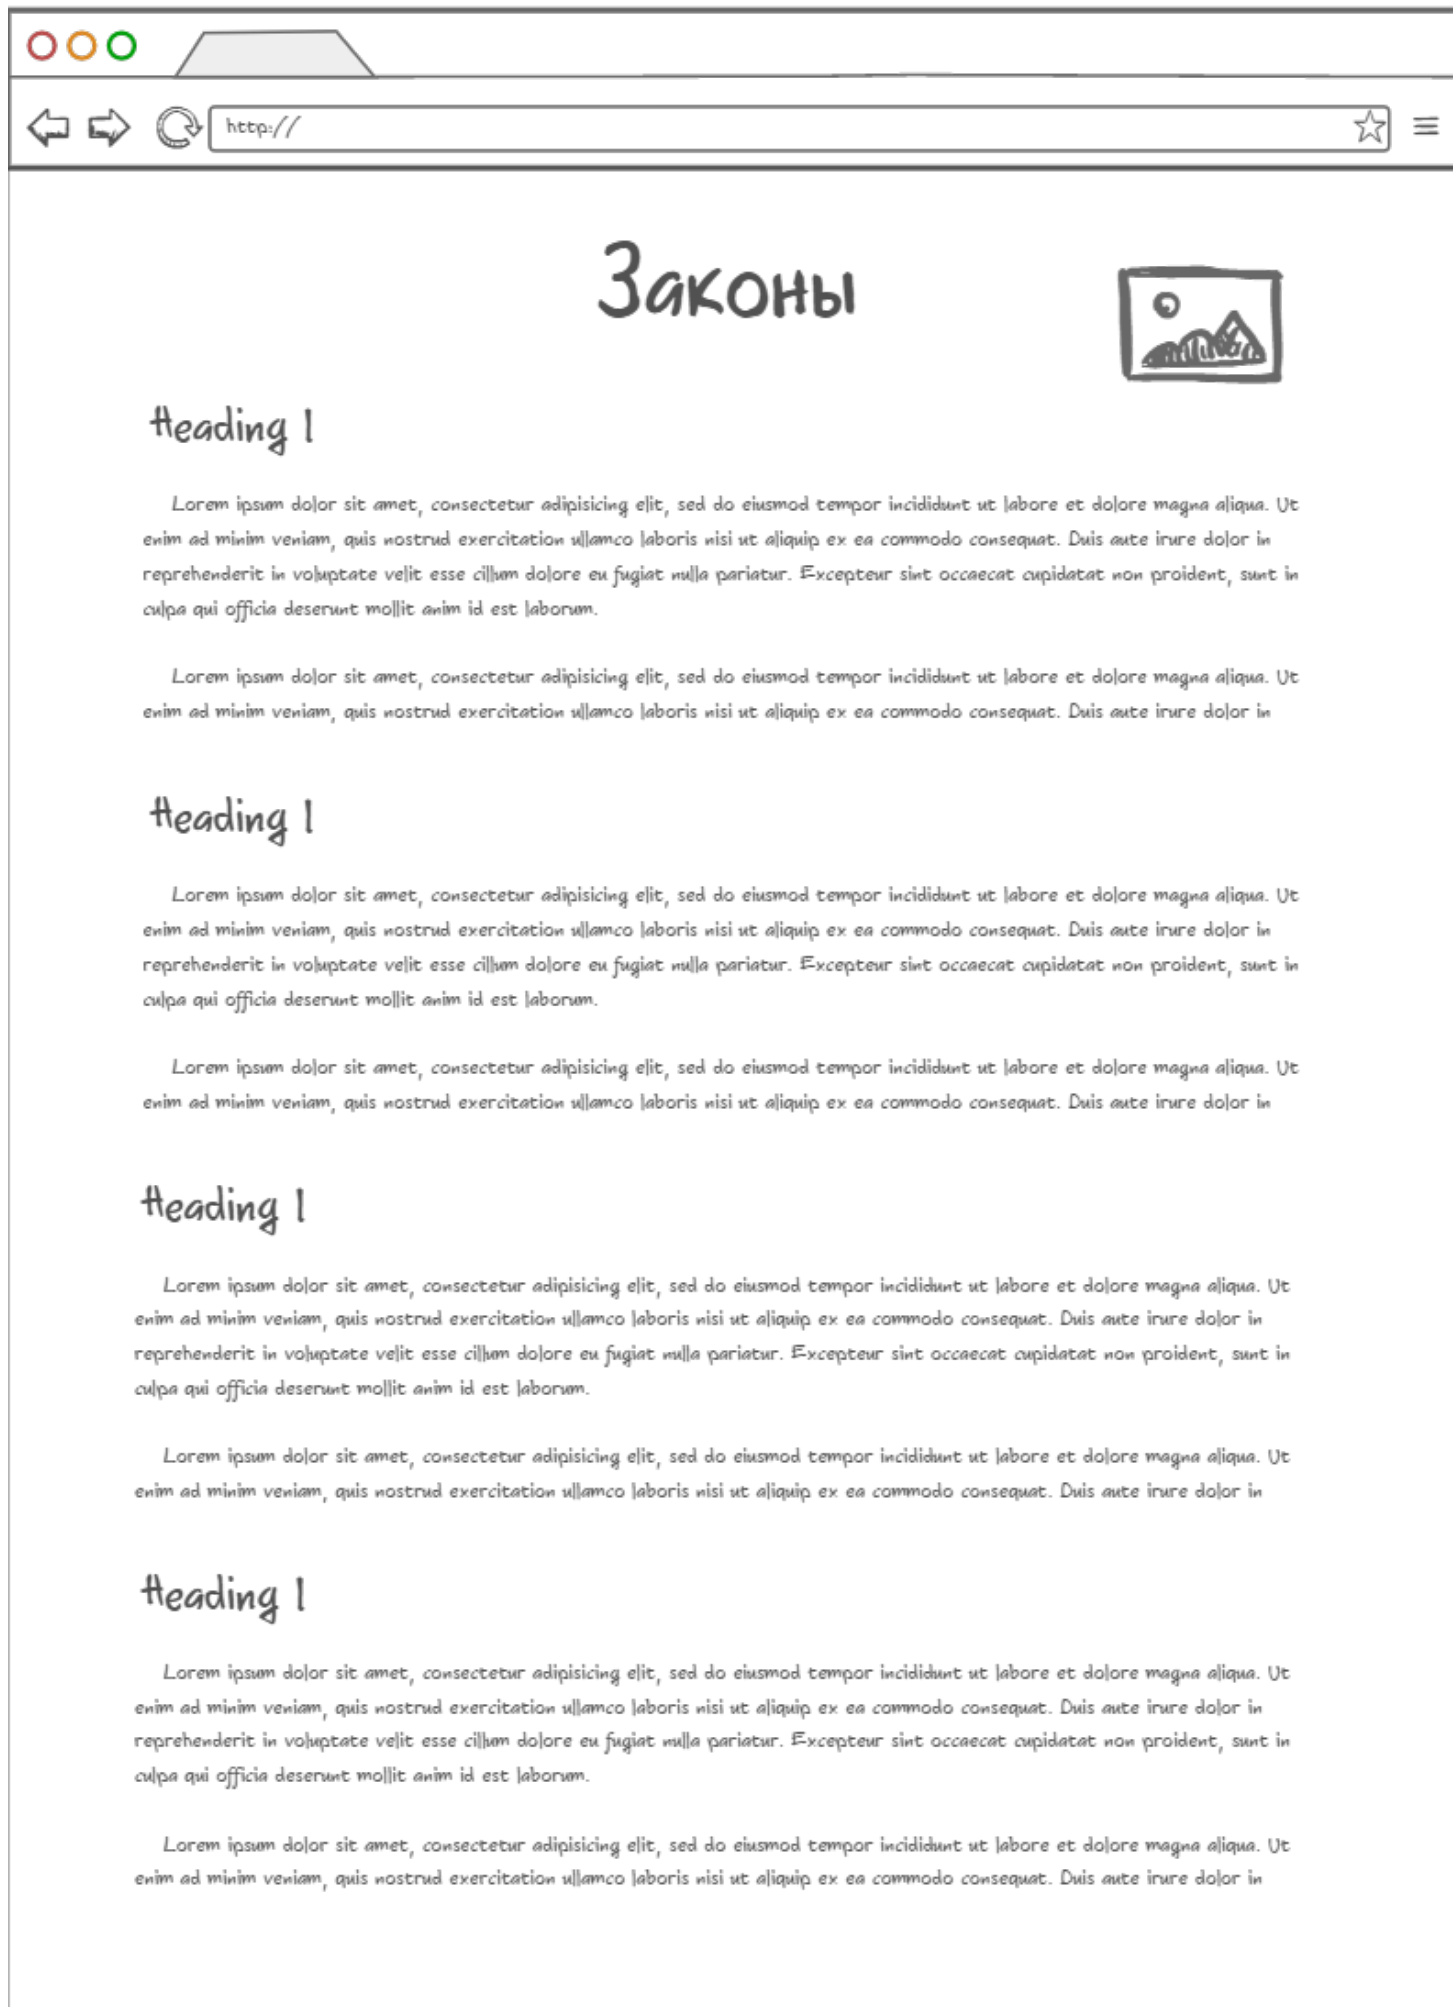 http://
Законы
Heading 1
Lorem ipsum dolor sit amet, consectetur adipisicing elit, sed do eiusmod tempor incididunt ut labore et dolore magna aliqua. Ut
enim ad minim veniam, quis nostrud exercitation ullamco laboris nisi ut aliquip ex ea commodo consequat. Duis aute irure dolor in
reprehenderit in voluptate velit esse cillum dolore eu fugiat nulla pariatur. Excepteur sint occaecat cupidatat non proident, sunt in
culpa qui officia deserunt mollit anim id est laborum.
Lorem ipsum dolor sit amet, consectetur adipisicing elit, sed do eiusmod tempor incididunt ut labore et dolore magna aliqua. Ut
enim ad minim veniam, quis nostrud exercitation ullamco laboris nisi ut aliquip ex ea commodo consequat. Duis aute irure dolor in
Heading 1
Lorem ipsum dolor sit amet, consectetur adipisicing elit, sed do eiusmod tempor incididunt ut labore et dolore magna aliqua. Ut
enim ad minim veniam, quis nostrud exercitation ullamco laboris nisi ut aliquip ex ea commodo consequat. Duis aute irure dolor in
reprehenderit in voluptate velit esse cillum dolore eu fugiat nulla pariatur. Excepteur sint occaecat cupidatat non proident, sunt in
culpa qui officia deserunt mollit anim id est laborum.
Lorem ipsum dolor sit amet, consectetur adipisicing elit, sed do eiusmod tempor incididunt ut labore et dolore magna aliqua. Ut
enim ad minim veniam, quis nostrud exercitation ullamco laboris nisi ut aliquip ex ea commodo consequat. Duis aute irure dolor in
Heading 1
Lorem ipsum dolor sit amet, consectetur adipisicing elit, sed do eiusmod tempor incididunt ut labore et dolore magna aliqua. Ut
enim ad minim veniam, quis nostrud exercitation ullamco laboris nisi ut aliquip ex ea commodo consequat. Duis aute irure dolor in
reprehenderit in voluptate velit esse cillum dolore eu fugiat nulla pariatur. Excepteur sint occaecat cupidatat non proident, sunt in
culpa qui officia deserunt mollit anim id est laborum.
Lorem ipsum dolor sit amet, consectetur adipisicing elit, sed do eiusmod tempor incididunt ut labore et dolore magna aliqua. Ut
enim ad minim veniam, quis nostrud exercitation ullamco laboris nisi ut aliquip ex ea commodo consequat. Duis aute irure dolor in
Heading 1
Lorem ipsum dolor sit amet, consectetur adipisicing elit, sed do eiusmod tempor incididunt ut labore et dolore magna aliqua. Ut
enim ad minim veniam, quis nostrud exercitation ullamco laboris nisi ut aliquip ex ea commodo consequat. Duis aute irure dolor in
reprehenderit in voluptate velit esse cillum dolore eu fugiat nulla pariatur. Excepteur sint occaecat cupidatat non proident, sunt in
culpa qui officia deserunt mollit anim id est laborum.
Lorem ipsum dolor sit amet, consectetur adipisicing elit, sed do eiusmod tempor incididunt ut labore et dolore magna aliqua. Ut
enim ad minim veniam, quis nostrud exercitation ullamco laboris nisi ut aliquip ex ea commodo consequat. Duis aute irure dolor in